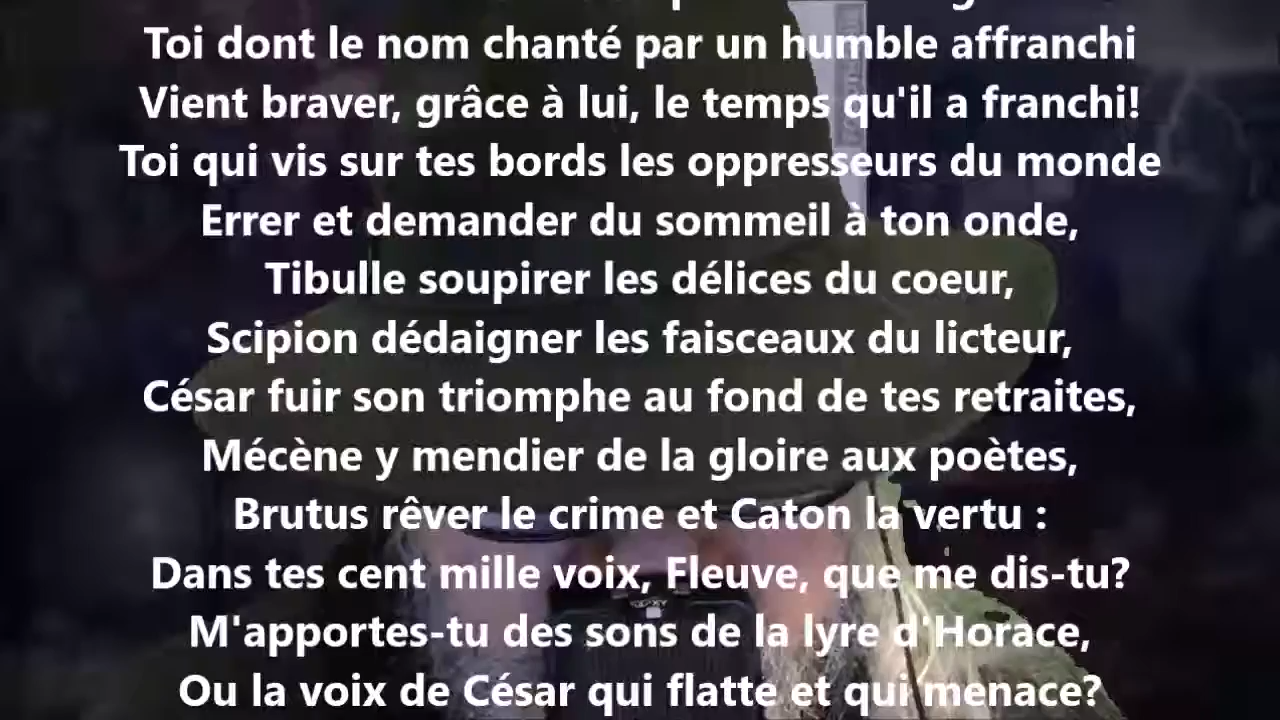 Toi dont le nom chanté par un humble affranchi
Vient braver, grâce à lui, le temps qu'il a franchi!
Toi qui vis sur tes bords les oppresseurs du monde
Errer et demander du sommeil à ton onde,
Tibulle soupirer les délices du coeur,
Scipion dédaigner les faisceaux du licteur,
César fuir son triomphe au fond de tes retraites,
Mécène y mendier de la gloire aux poètes,
Brutus rêver le crime et Caton la vertu :
Dans tes cent mille voix, Fleuve, que me dis-tu?
M'apportes-tu des sons de la lyre d'Horace,
Ou la voix de César qui flatte et qui menace?